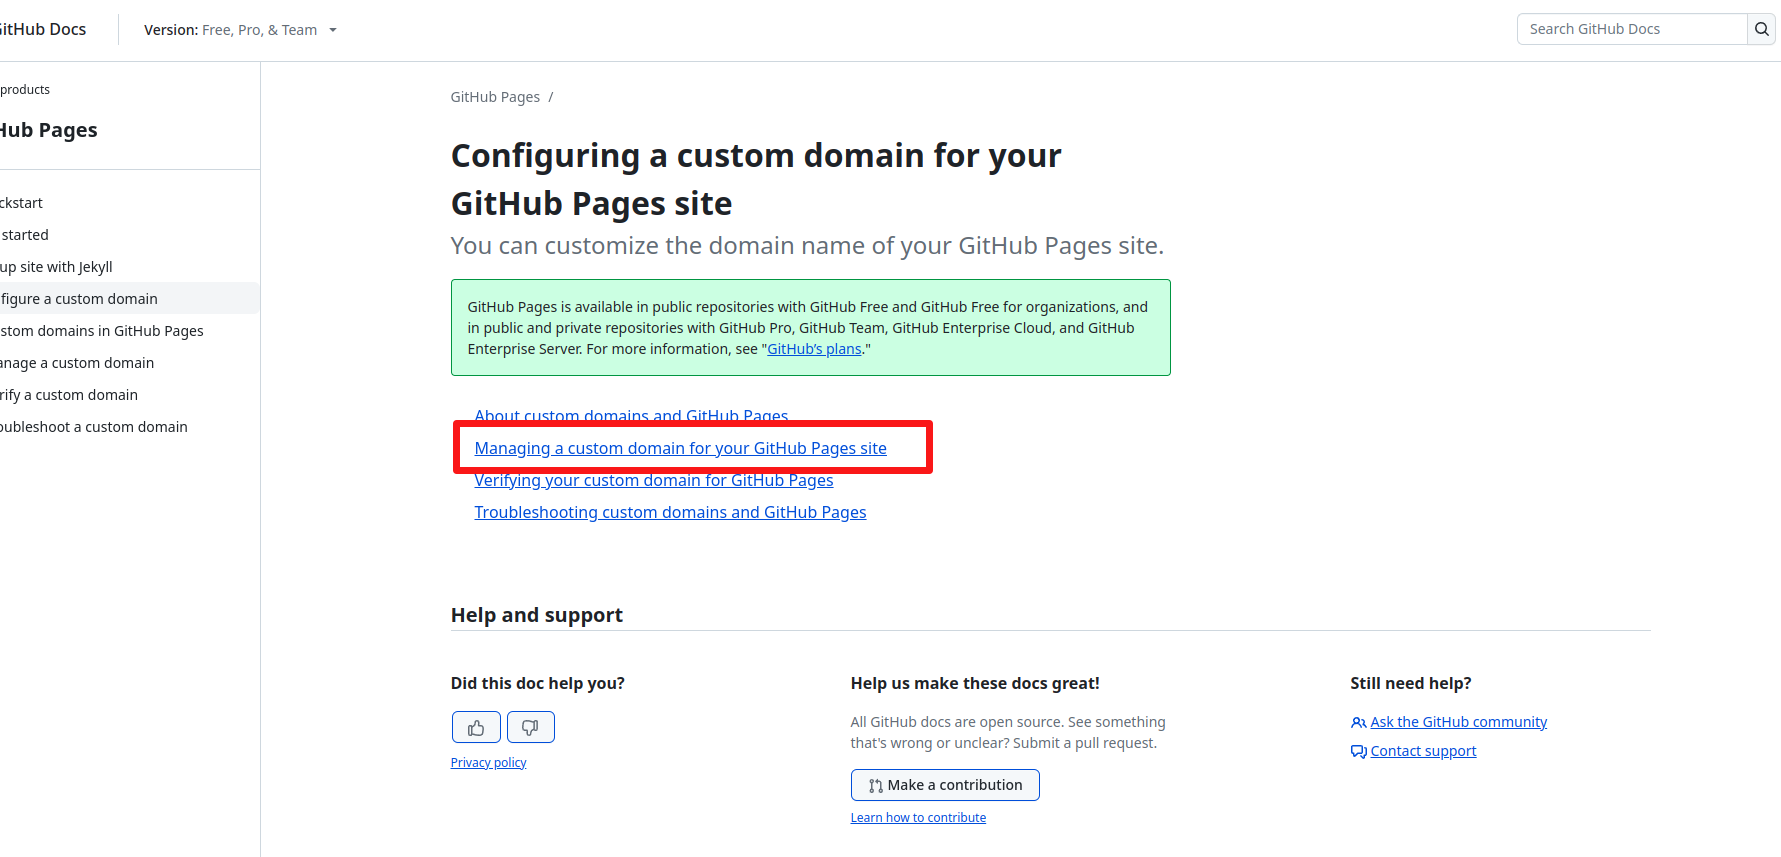 GitHub Docs
Version: Free, Pro, & Team
Search GitHub Docs
products
Hub Pages
ckstart
started
up site with Jekyll
figure a custom domain
stom domains in GitHub Pages
anage a custom domain
rify a custom domain
oubleshoot a custom domain
GitHub Pages /
Configuring a custom domain for your
GitHub Pages site
You can customize the domain name of your GitHub Pages site.
GitHub Pages is available in public repositories with GitHub Free and GitHub Free for organizations, and
in public and private repositories with GitHub Pro, GitHub Team, GitHub Enterprise Cloud, and GitHub
Enterprise Server. For more information, see "GitHub’s plans."
About custom domains and GitHub Pages
Managing a custom domain for your GitHub Pages site
Verifying your custom domain for GitHub Pages
Troubleshooting custom domains and GitHub Pages
Help and support
Did this doc help you?
Privacy policy
Help us make these docs great!
All GitHub docs are open source. See something
that's wrong or unclear? Submit a pull request.
Make a contribution
Learn how to contribute
Still need help?
Ask the GitHub community
Contact support